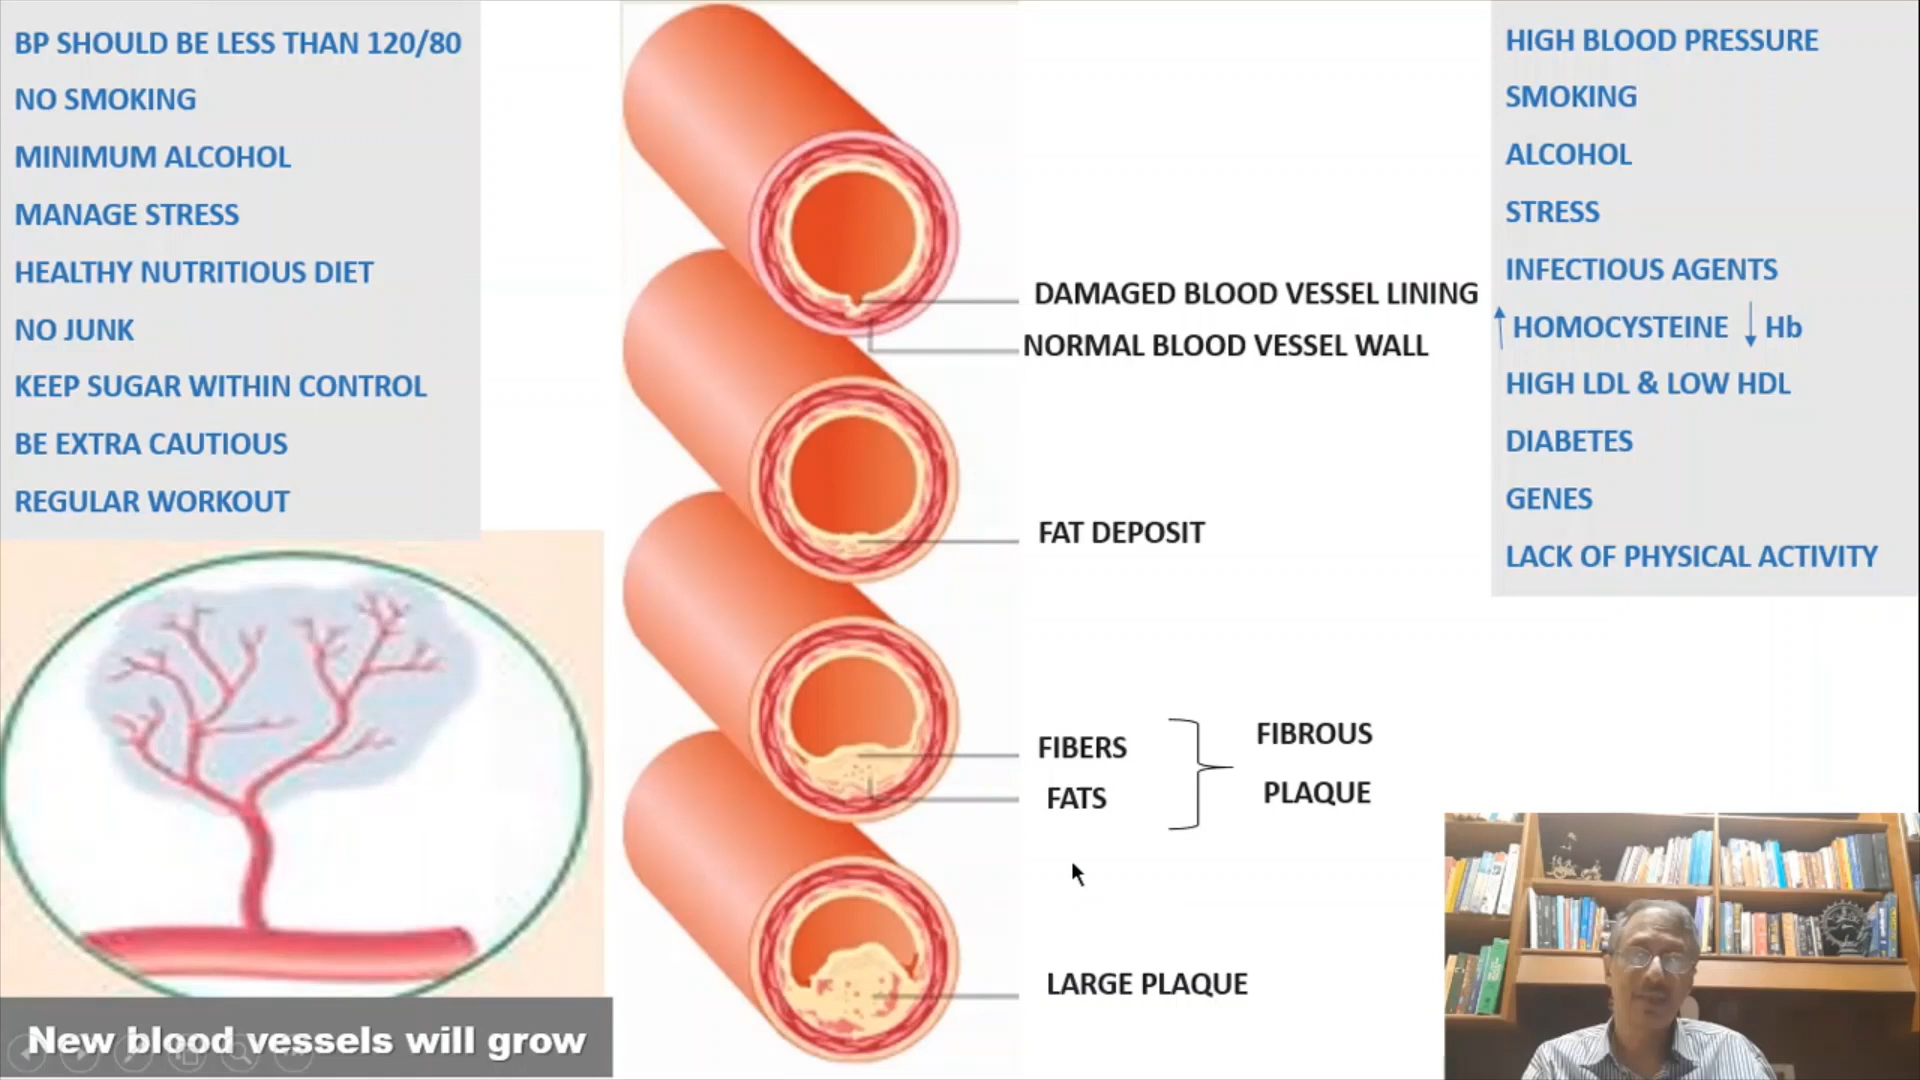 BP SHOULD BE LESS THAN 120/80
NO SMOKING
MINIMUM ALCOHOL
MANAGE STRESS
HEALTHY NUTRITIOUS DIET
NO JUNK
KEEP SUGAR WITHIN CONTROL
BE EXTRA CAUTIOUS
REGULAR WORKOUT
New blood vessels will grow
DAMAGED BLOOD VESSEL LINING
NORMAL BLOOD VESSEL WALL
FAT DEPOSIT
FIBERS
FATS
FIBROUS
PLAQUE
LARGE PLAQUE
HIGH BLOOD PRESSURE
SMOKING
ALCOHOL
STRESS
INFECTIOUS AGENTS
↑ HOMOCYSTEINE ↓ Hb
HIGH LDL & LOW HDL
DIABETES
GENES
LACK OF PHYSICAL ACTIVITY